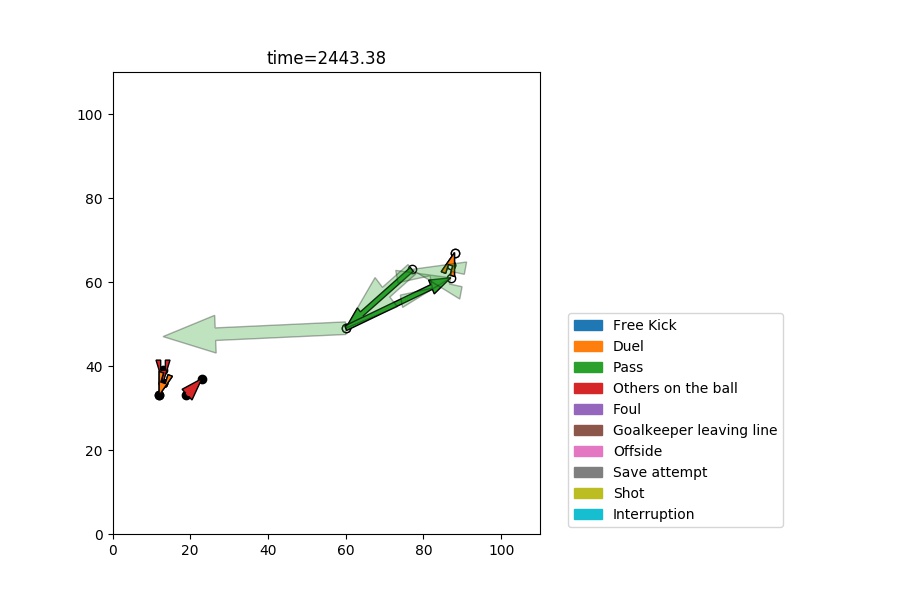 time=2443.38
100
80
60
40
20
0
0 20 40 60 80 100
Free Kick
Duel
Pass
Others on the ball
Foul
Goalkeeper leaving line
Offside
Save attempt
Shot
Interruption